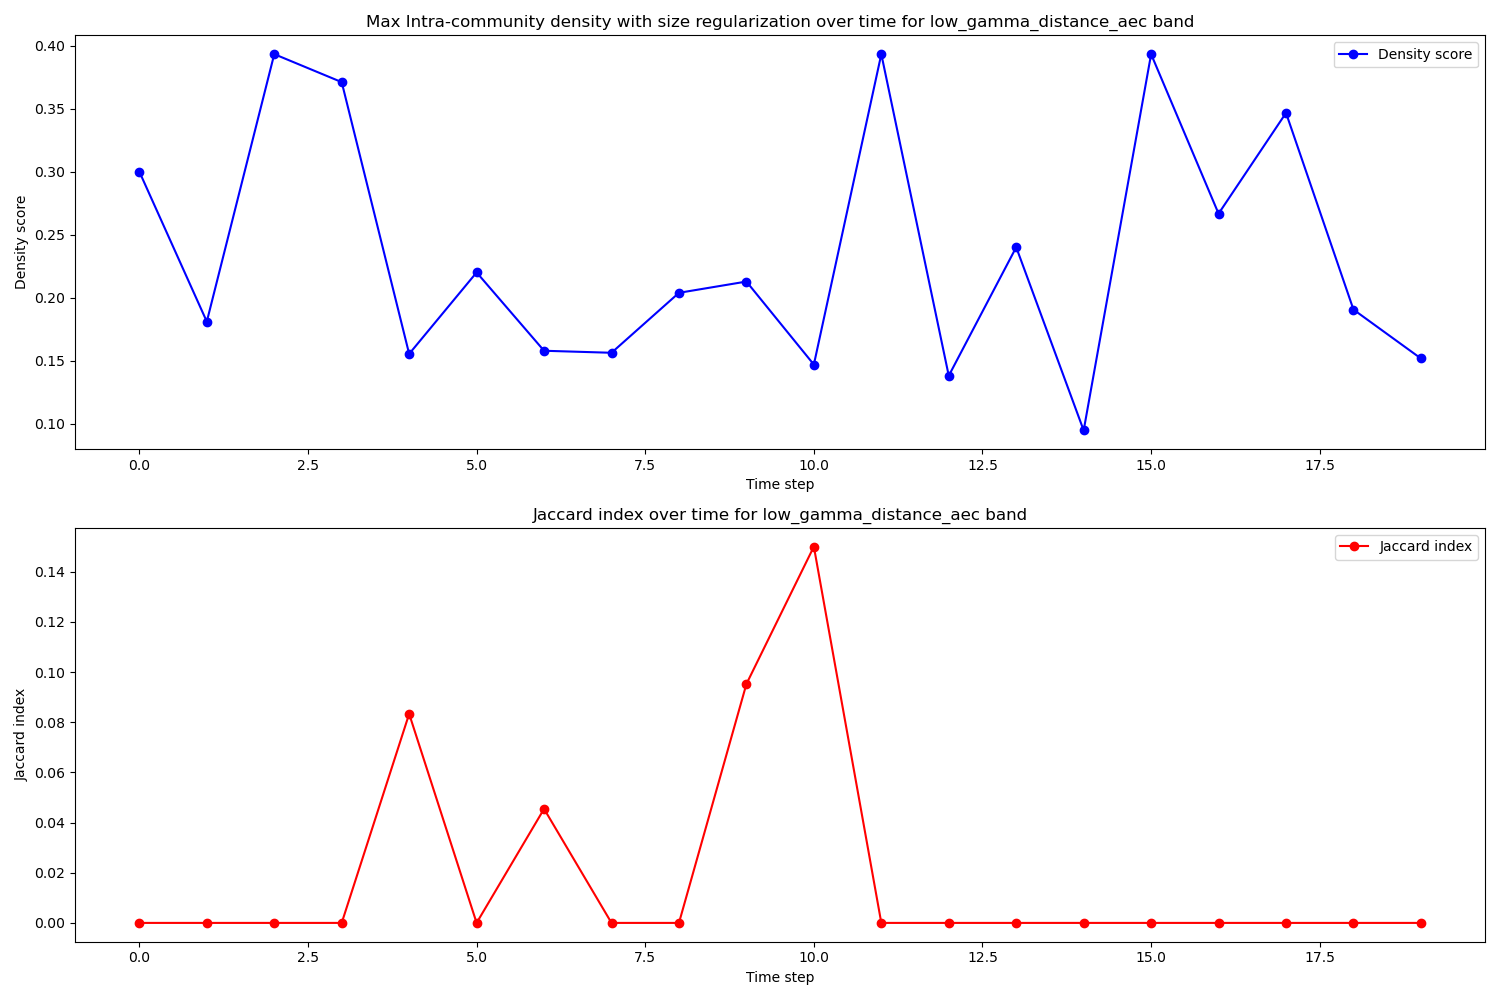 Max Intra-community density with size regularization over time for low_gamma_distance_aec band
Density score
0.40
0.35
0.30
0.25
0.20
0.15
0.10
Density score
0.0 2.5 5.0 7.5 10.0 12.5 15.0 17.5
Time step
Jaccard index over time for low_gamma_distance_aec band
Jaccard index
0.14
0.12
0.10
0.08
0.06
0.04
0.02
0.00
Jaccard index
0.0 2.5 5.0 7.5 10.0 12.5 15.0 17.5
Time step